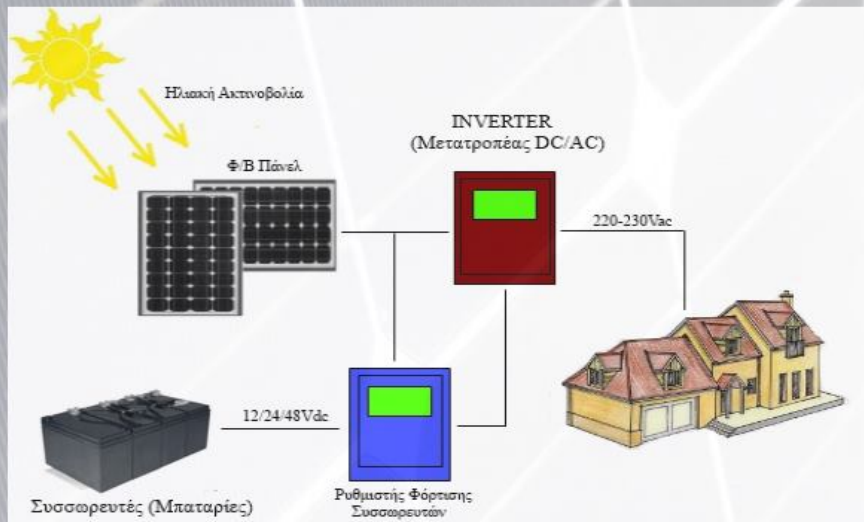 Ηλιακή Ακτινοβολία
INVERTER
(Μετατροπέας DC/AC)
Φ/Β Πάνελ
220-230Vac
12/24/48Vdc
Συσσωρευτές (Μπαταρίες)
Ρυθμιστής Φόρτισης
Συσσωρευτών